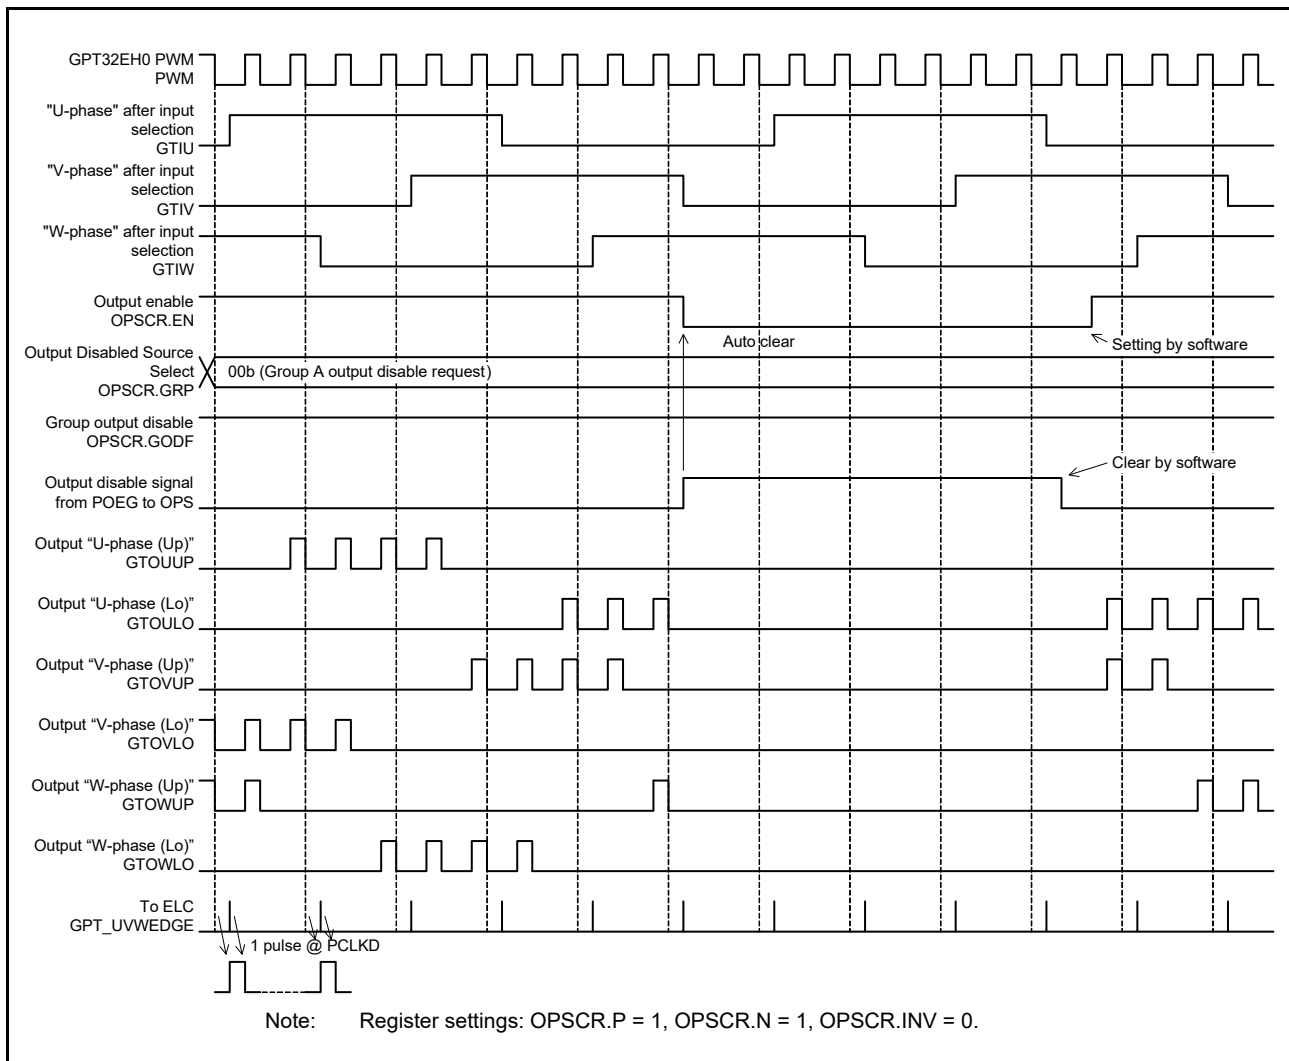 GPT32EH0 PWM
PWM
"U-phase" after input
selection
GTIU
"V-phase" after input
selection
GTIV
"W-phase" after input
selection
GTIW
Output enable
OPSCR.EN
Auto clear
Setting by software
Output Disabled Source
Select
OPSCR.GRP
00b (Group A output disable request)
Group output disable
OPSCR.GODF
Clear by software
Output disable signal
from POEG to OPS
Output “U-phase (Up)”
GTOUUP
Output “U-phase (Lo)”
GTOULO
Output “V-phase (Up)”
GTOVUP
Output “V-phase (Lo)”
GTOVLO
Output “W-phase (Up)”
GTOWUP
Output “W-phase (Lo)”
GTOWLO
To ELC
GPT_UVWEDGE
1 pulse @ PCLKD
Note: Register settings: OPSCR.P = 1, OPSCR.N = 1, OPSCR.INV = 0.